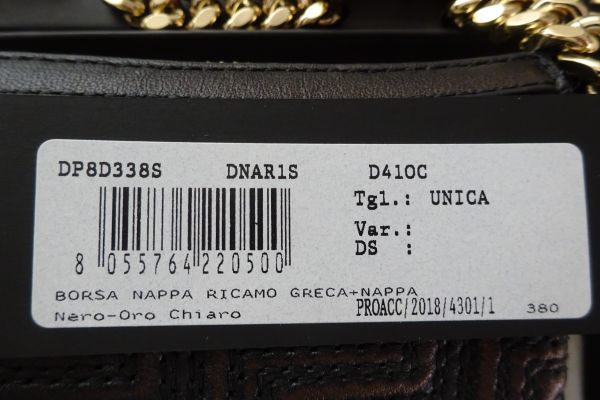 DP8D338S DNAR1S D41OC
Tgl.: UNICA
Var.:
DS :
8 055764 220500
BORSA NAPPA RICAMO GRECA+NAPPA
Nero-Oro Chiaro PROACC/2018/4301/1 380